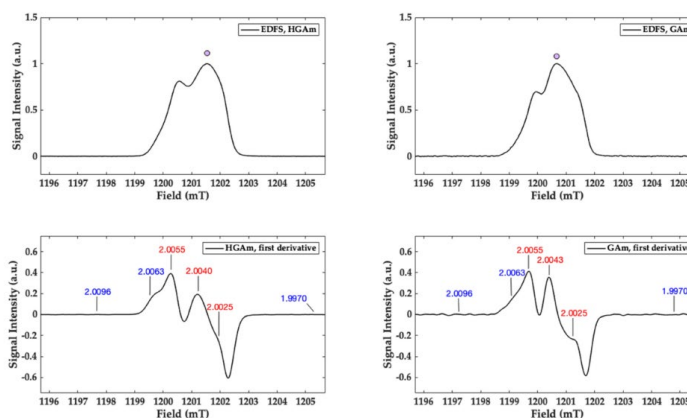 1.5
EDFS, HGAm
Signal Intensity (a.u.)
1
0.5
0
1196 1197 1198 1199 1200 1201 1202 1203 1204 1205
Field (mT)
1.5
EDFS, GAm
Signal Intensity (a.u.)
1
0.5
0
1196 1197 1198 1199 1200 1201 1202 1203 1204 1205
Field (mT)
HGAm, first derivative
Signal Intensity (a.u.)
0.6
0.4
0.2
0
-0.2
-0.4
-0.6
2.0096
2.0063
2.0055
2.0040
2.0025
1.9970
1196 1197 1198 1199 1200 1201 1202 1203 1204 1205
Field (mT)
GAm, first derivative
Signal Intensity (a.u.)
0.6
0.4
0.2
0
-0.2
-0.4
-0.6
2.0096
2.0063
2.0055
2.0043
2.0025
1.9970
1196 1197 1198 1199 1200 1201 1202 1203 1204 1205
Field (mT)